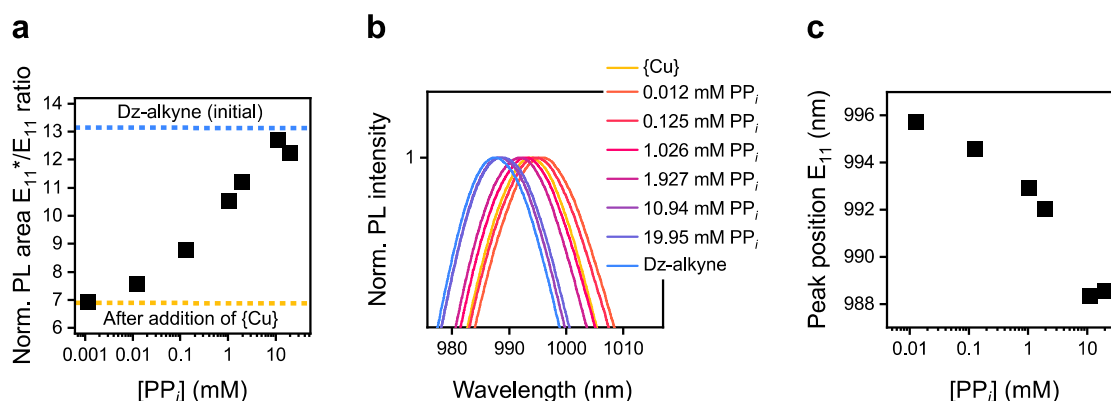 a
Norm. PL area E11*/E11 ratio
14
13
12
11
10
9
8
7
6
Dz-alkyne (initial)
After addition of {Cu}
0.001
0.01
0.1
1
10
[PPi] (mM)
b
Norm. PL intensity
1
{Cu}
0.012 mM PPi
0.125 mM PPi
1.026 mM PPi
1.927 mM PPi
10.94 mM PPi
19.95 mM PPi
Dz-alkyne
980
990
1000
1010
Wavelength (nm)
c
Peak position E11 (nm)
996
994
992
990
988
0.01
0.1
1
10
[PPi] (mM)